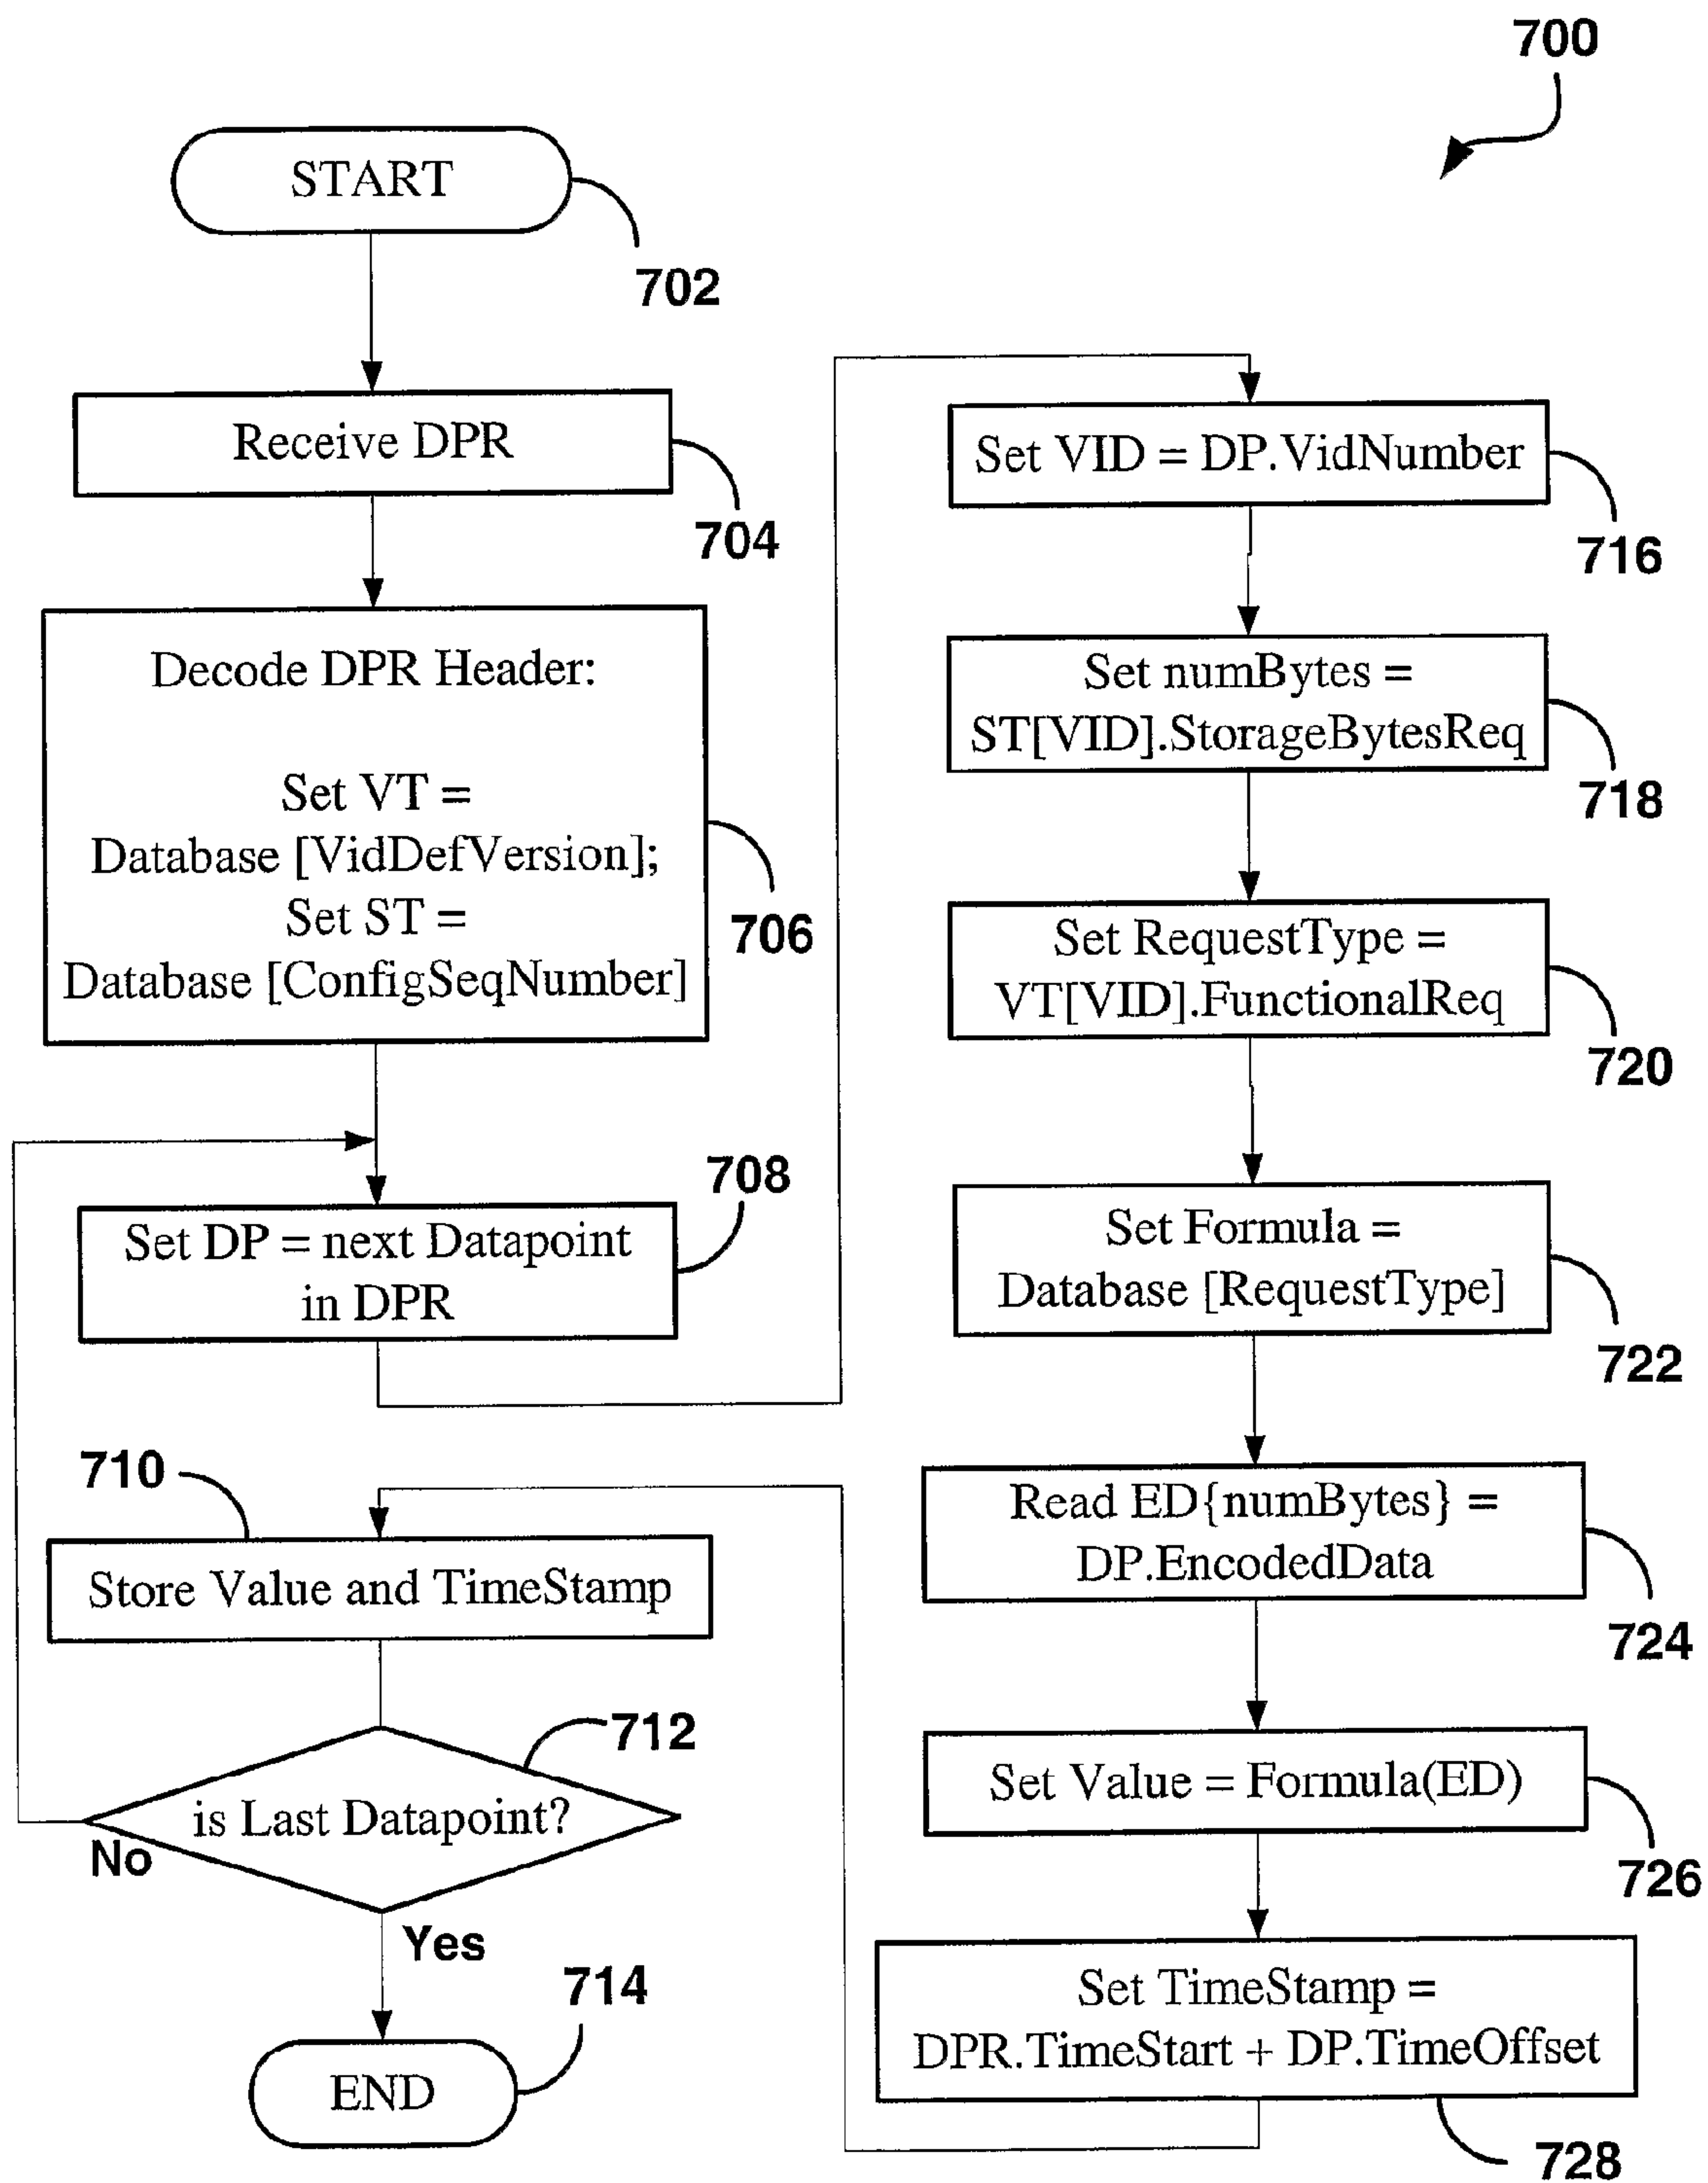 700
START
702
Receive DPR
704
Decode DPR Header:
Set VT =
Database [VidDefVersion];
Set ST =
Database [ConfigSeqNumber]
706
708
Set DP = next Datapoint
in DPR
710
Store Value and TimeStamp
712
is Last Datapoint?
No
Yes
714
END
Set VID = DP.VidNumber
716
Set numBytes =
ST[VID].StorageBytesReq
718
Set RequestType =
VT[VID].FunctionalReq
720
Set Formula =
Database [RequestType]
722
Read ED{numBytes} =
DP.EncodedData
724
Set Value = Formula(ED)
726
Set TimeStamp =
DPR.TimeStart + DP.TimeOffset
728